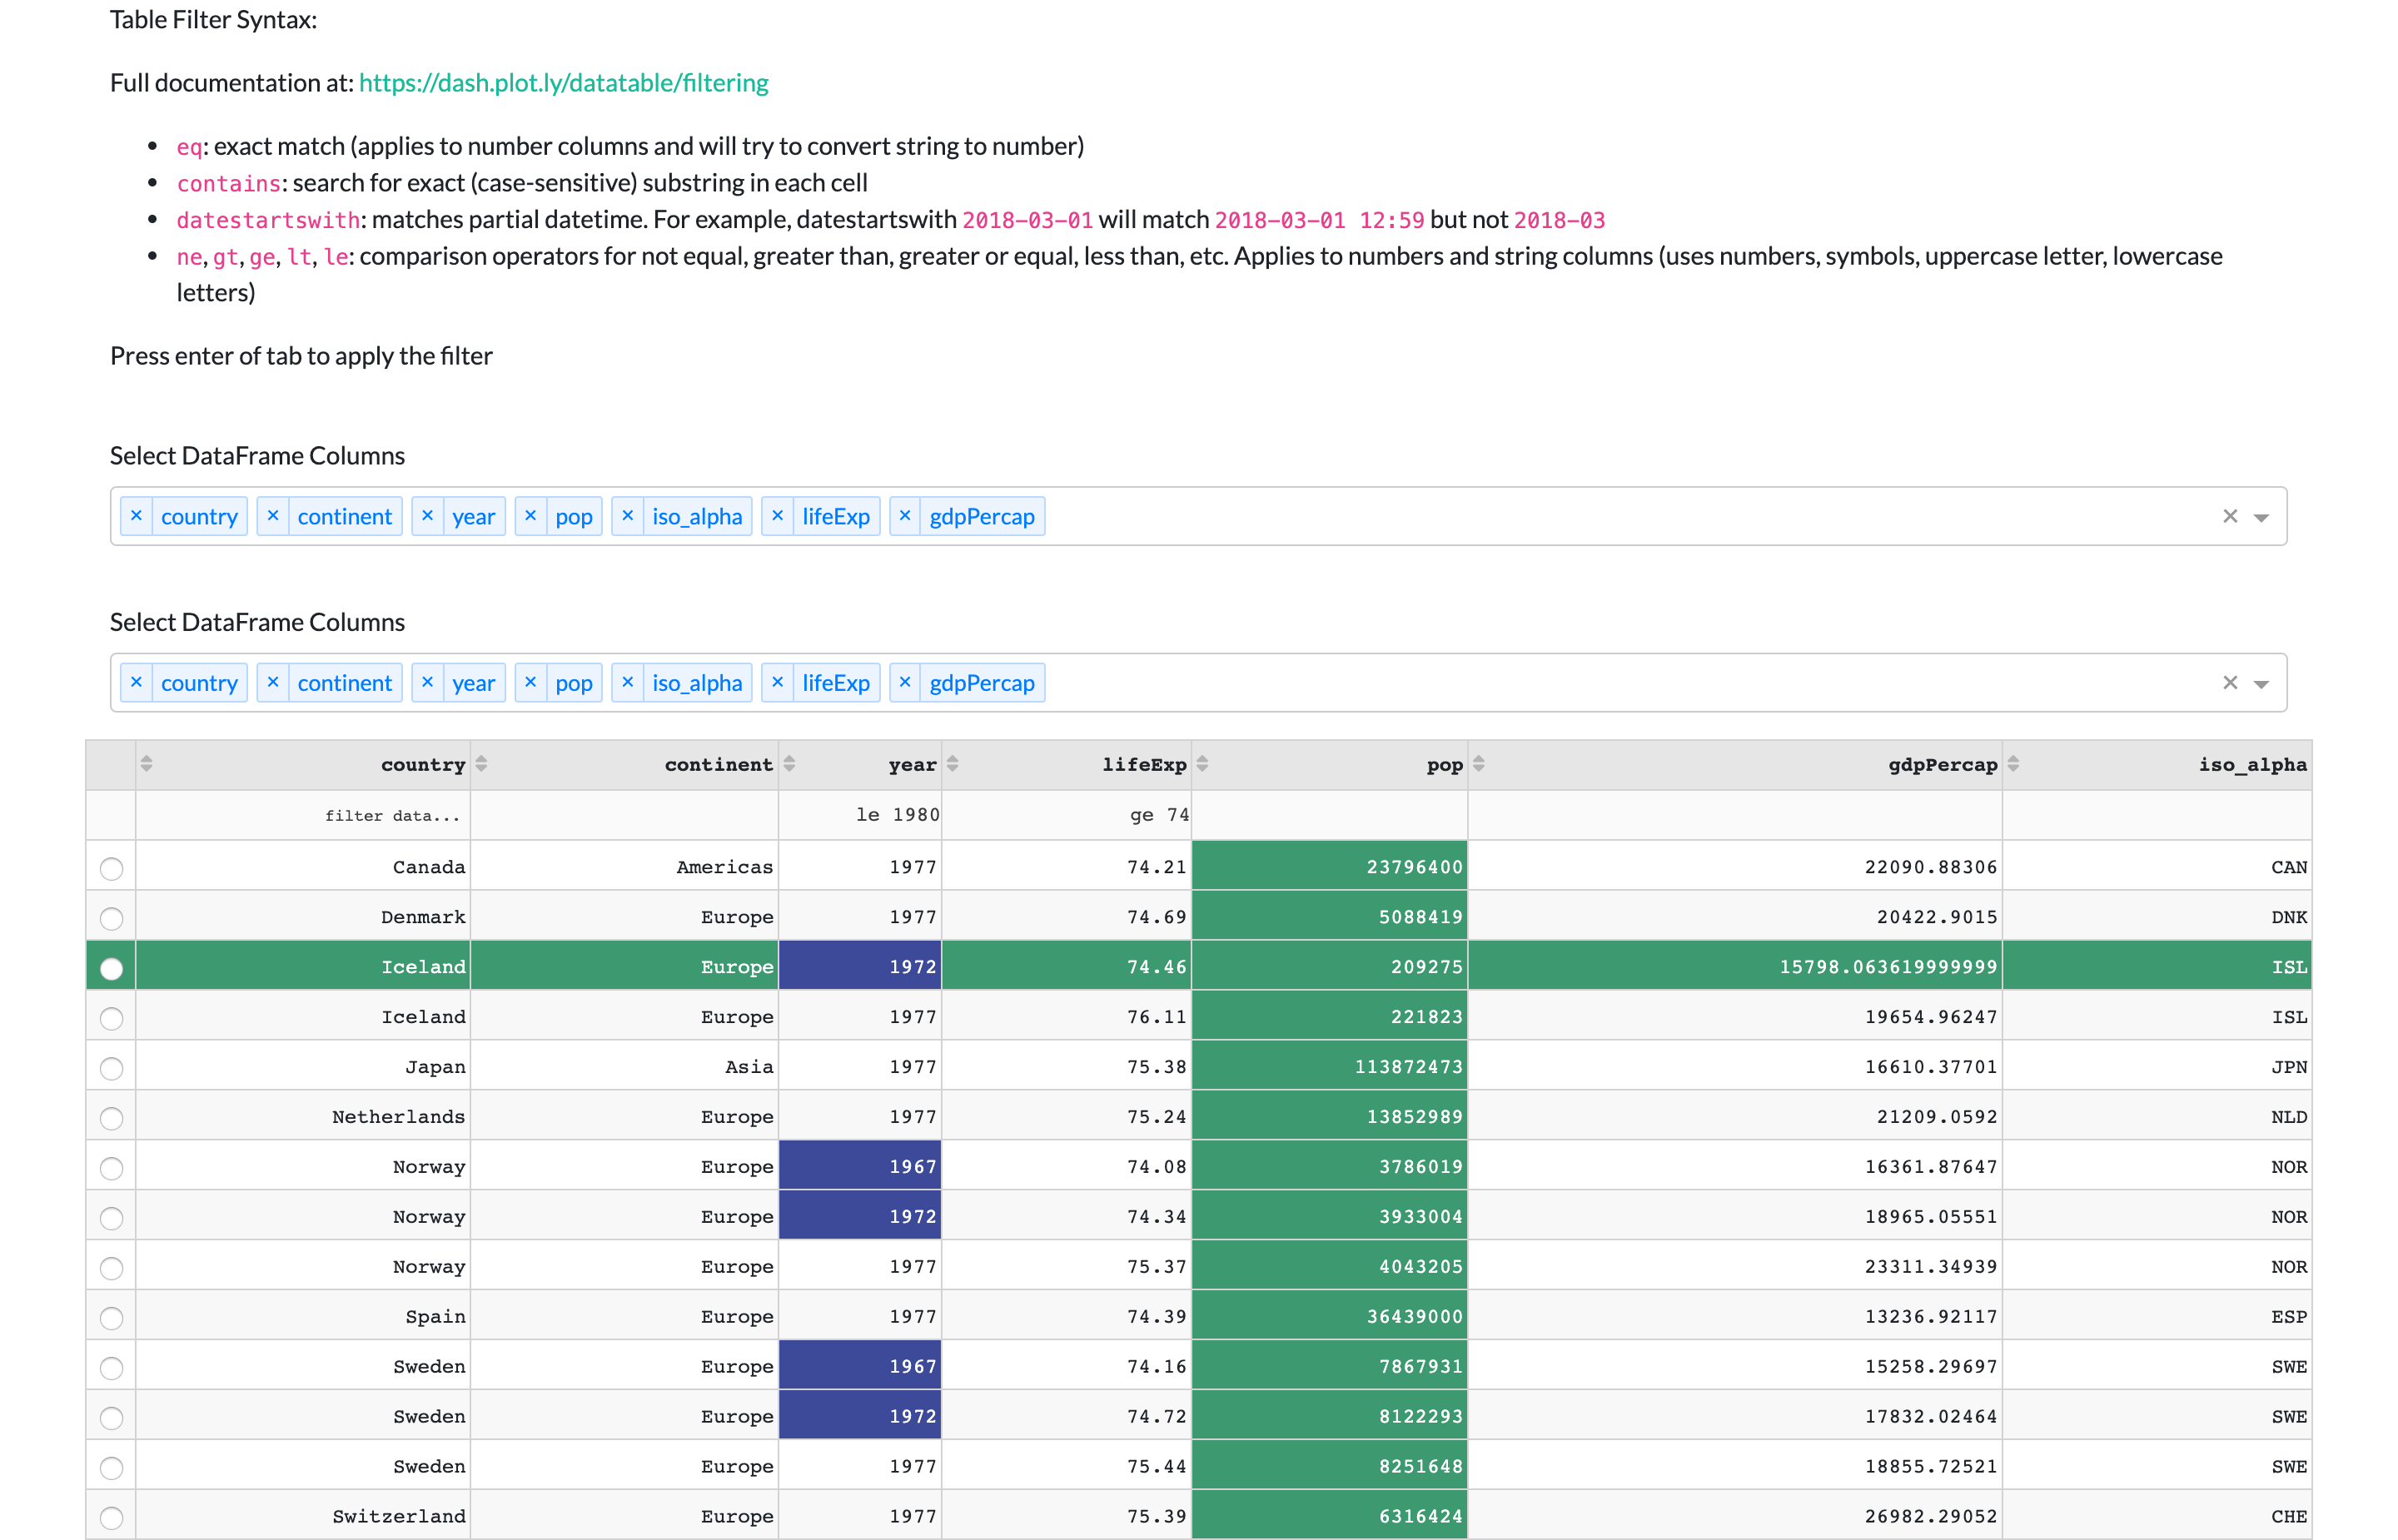 Table Filter Syntax:
Full documentation at: https://dash.plot.ly/datatable/filtering
• eq: exact match (applies to number columns and will try to convert string to number)
• contains: search for exact (case-sensitive) substring in each cell
• datestartswith: matches partial datetime. For example, datestartswith 2018-03-01 will match 2018-03-01 12:59 but not 2018-03
• ne, gt, ge, lt, le: comparison operators for not equal, greater than, greater or equal, less than, etc. Applies to numbers and string columns (uses numbers, symbols, uppercase letter, lowercase
letters)
Press enter of tab to apply the filter
Select DataFrame Columns
× country × continent × year × pop × iso_alpha × lifeExp × gdpPercap ×
Select DataFrame Columns
× country × continent × year × pop × iso_alpha × lifeExp × gdpPercap ×
country continent year lifeExp pop gdpPercap iso_alpha
filter data... le 1980 ge 74
Canada Americas 1977 74.21 23796400 22090.88306 CAN
Denmark Europe 1977 74.69 5088419 20422.9015 DNK
Iceland Europe 1972 74.46 209275 15798.063619999999 ISL
Iceland Europe 1977 76.11 221823 19654.96247 ISL
Japan Asia 1977 75.38 113872473 16610.37701 JPN
Netherlands Europe 1977 75.24 13852989 21209.0592 NLD
Norway Europe 1967 74.08 3786019 16361.87647 NOR
Norway Europe 1972 74.34 3933004 18965.05551 NOR
Norway Europe 1977 75.37 4043205 23311.34939 NOR
Spain Europe 1977 74.39 36439000 13236.92117 ESP
Sweden Europe 1967 74.16 7867931 15258.29697 SWE
Sweden Europe 1972 74.72 8122293 17832.02464 SWE
Sweden Europe 1977 75.44 8251648 18855.72521 SWE
Switzerland Europe 1977 75.39 6316424 26982.29052 CHE